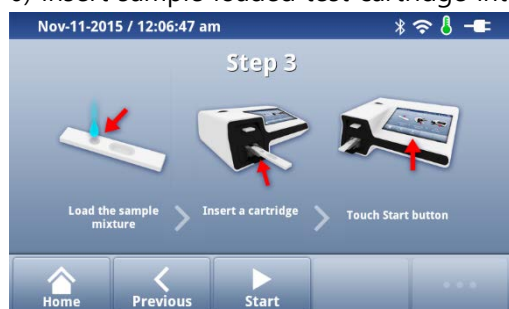 6) Insert sample-loaded test cartridge int
Nov-11-2015 / 12:06:47 am
Step 3
Load the sample
mixture
Insert a cartridge
Touch Start button
Home
Previous
Start